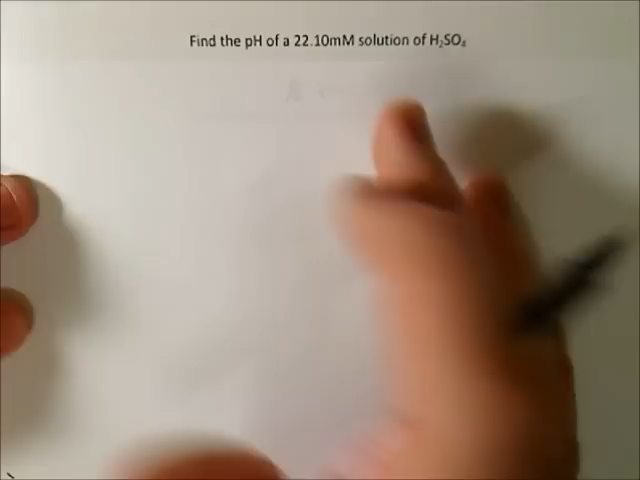 Find the pH of a 22.10mM solution of H₂SO₄